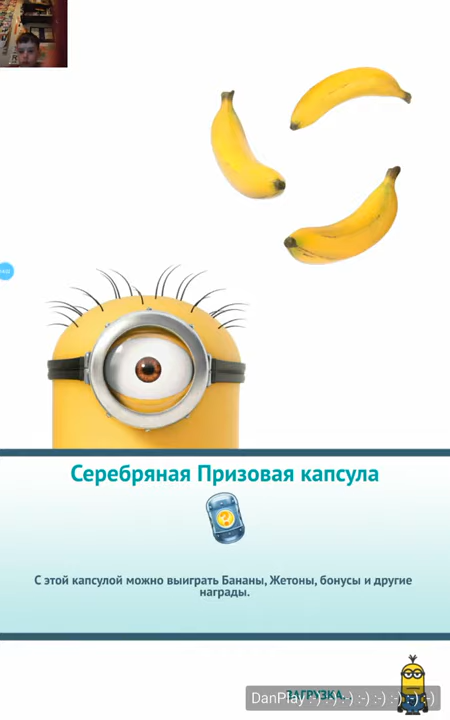 Серебряная Призовая капсула
?
С этой капсулой можно выиграть Бананы, Жетоны, бонусы и другие
награды.
ЗАГРУЗКА..
DanPlay :-) :-) :-) :-) :-) :-) :-) :-)